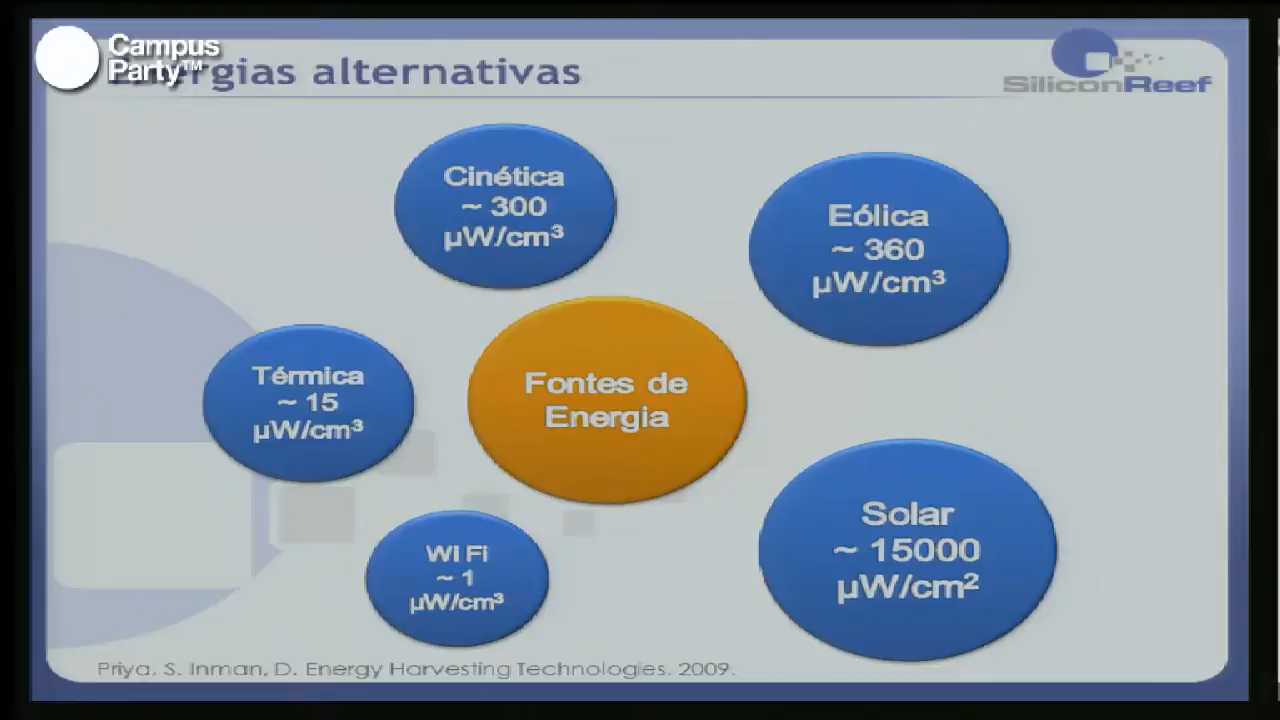 Campus
Party™
Energias alternativas
SiliconReef
Cinética
~ 300
µW/cm³
Eólica
~ 360
µW/cm³
Fontes de
Energia
Térmica
~ 15
µW/cm³
Solar
~ 15000
µW/cm²
WI Fi
~ 1
µW/cm³
Priya, S. Inman, D. Energy Harvesting Technologies. 2009.